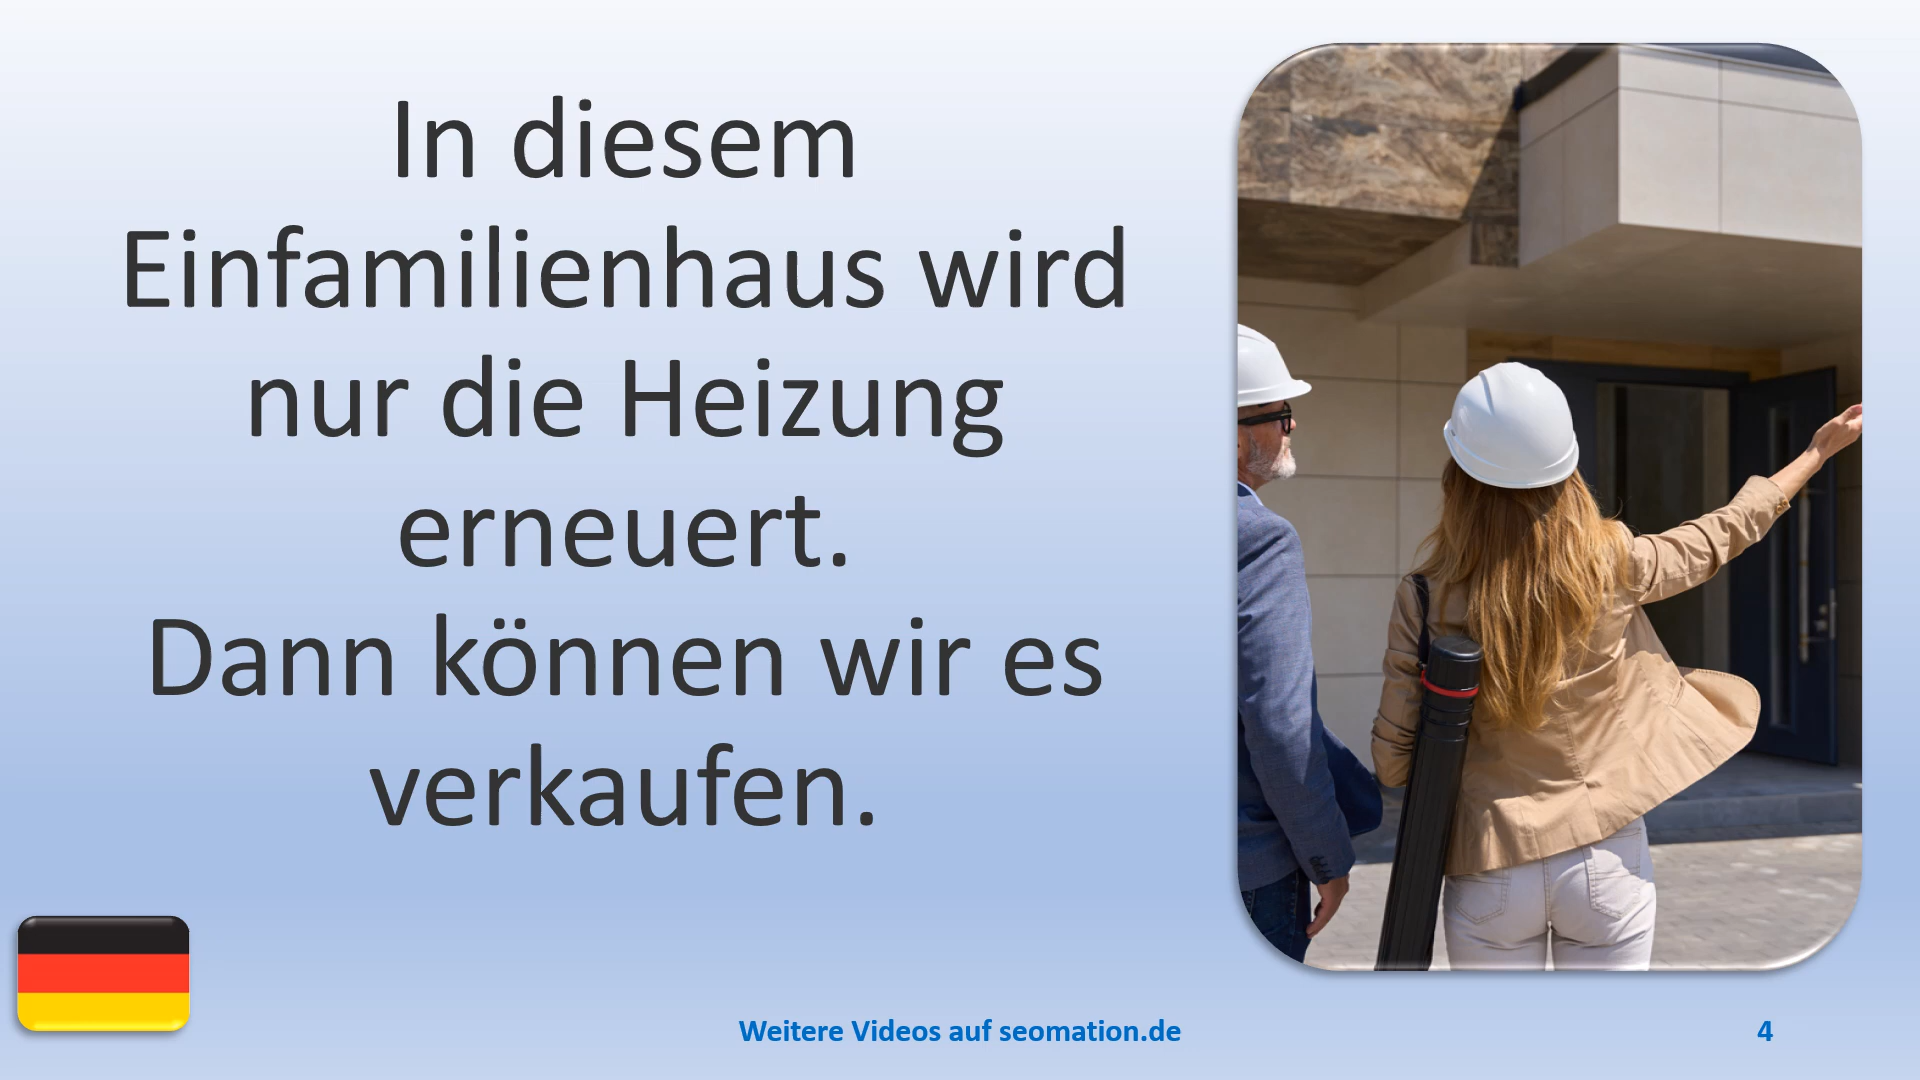 In diesem
Einfamilienhaus wird
nur die Heizung
erneuert.
Dann können wir es
verkaufen.
Weitere Videos auf seomation.de
4